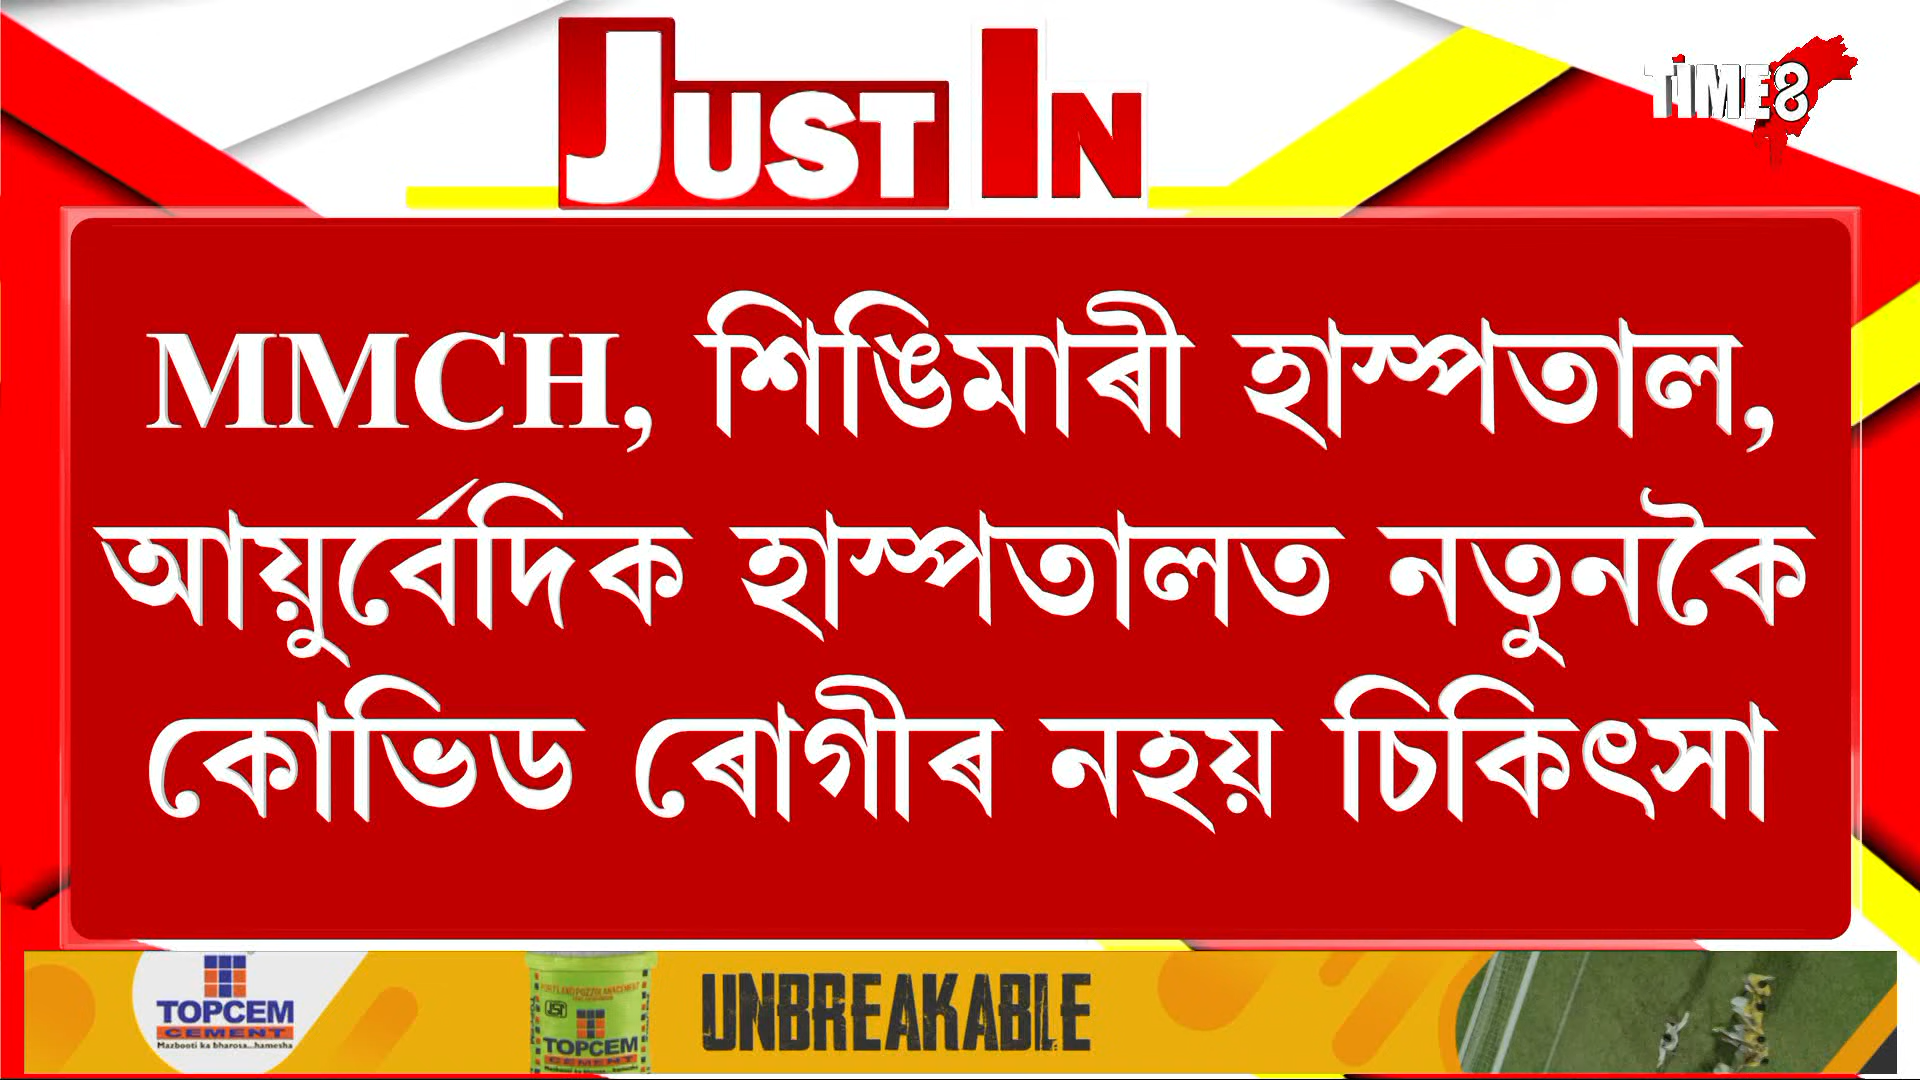 JUST IN
TIME8
MMCH, শিঙিমাৰী হাস্পতাল,
আয়ুৰ্বেদিক হাস্পতালত নতুনকৈ
কোভিড ৰোগীৰ নহয় চিকিৎসা
TOPCEM
CEMENT
Mazbooti ka bharosa...hamesha
TOPCEM
CEMENT
UNBREAKABLE